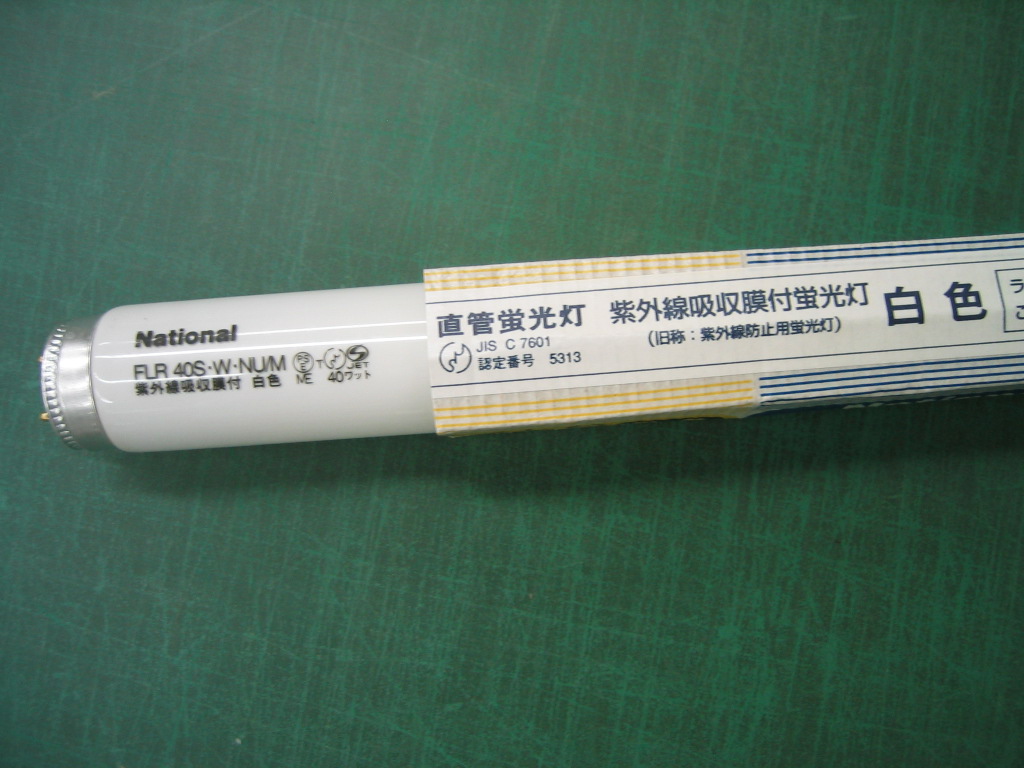 National
FLR 40S・W・NU/M
PS E ME
T
JET
40ワット
紫外線吸収膜付 白色
直管蛍光灯
JIS C 7601
認定番号 5313
紫外線吸収膜付蛍光灯
(旧称：紫外線防止用蛍光灯)
白色